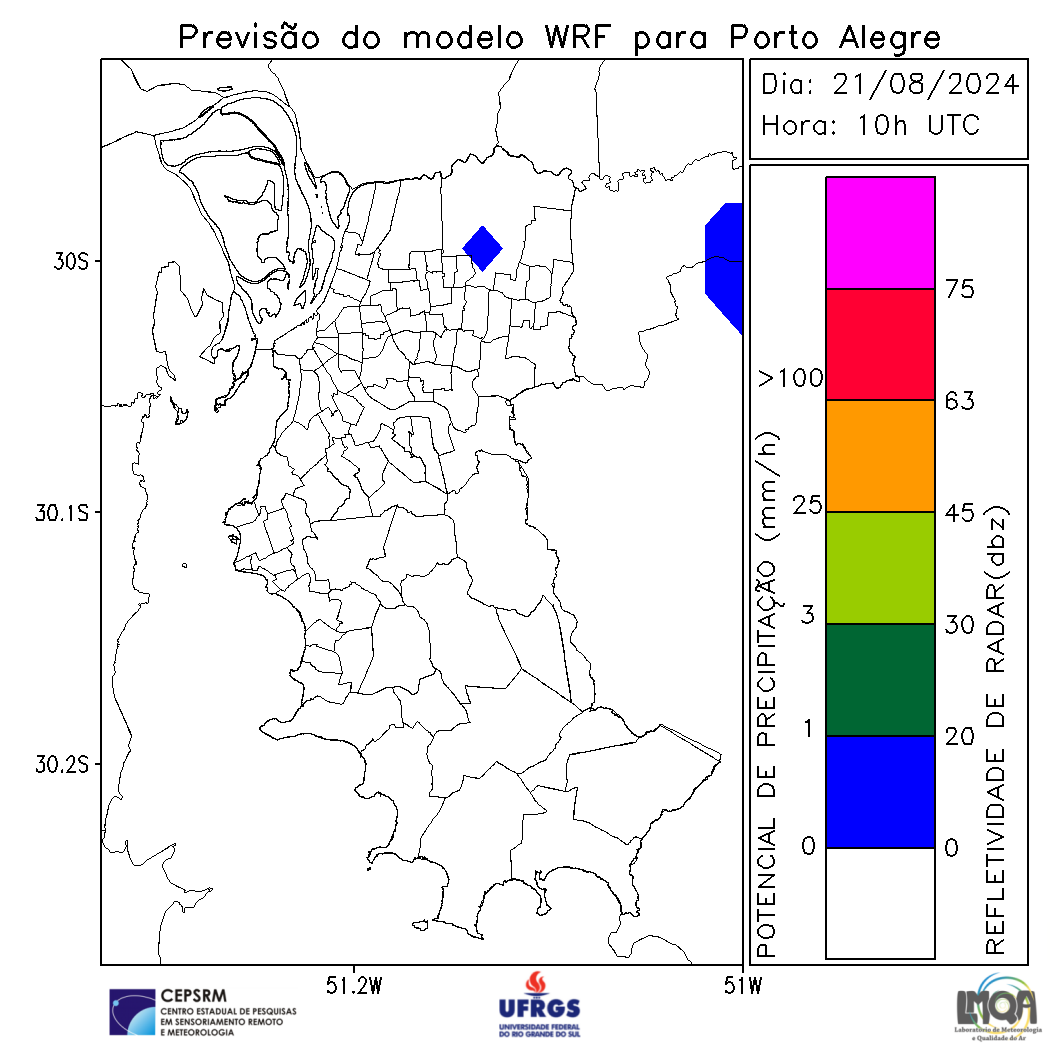 Previsão do modelo WRF para Porto Alegre
Dia: 21/08/2024
Hora: 10h UTC
30S
30.1S
30.2S
51.2W
51W
POTENCIAL DE PRECIPITAÇÃO (mm/h)
>100
25
3
1
0
75
63
45
30
20
0
REFLETIVIDADE DE RADAR(dbz)
CEPSRM
CENTRO ESTADUAL DE PESQUISAS
EM SENSORIAMENTO REMOTO
E METEOROLOGIA
UFRGS
UNIVERSIDADE FEDERAL
DO RIO GRANDE DO SUL
LMQA
Laboratório de Meteorologia
e Qualidade do Ar